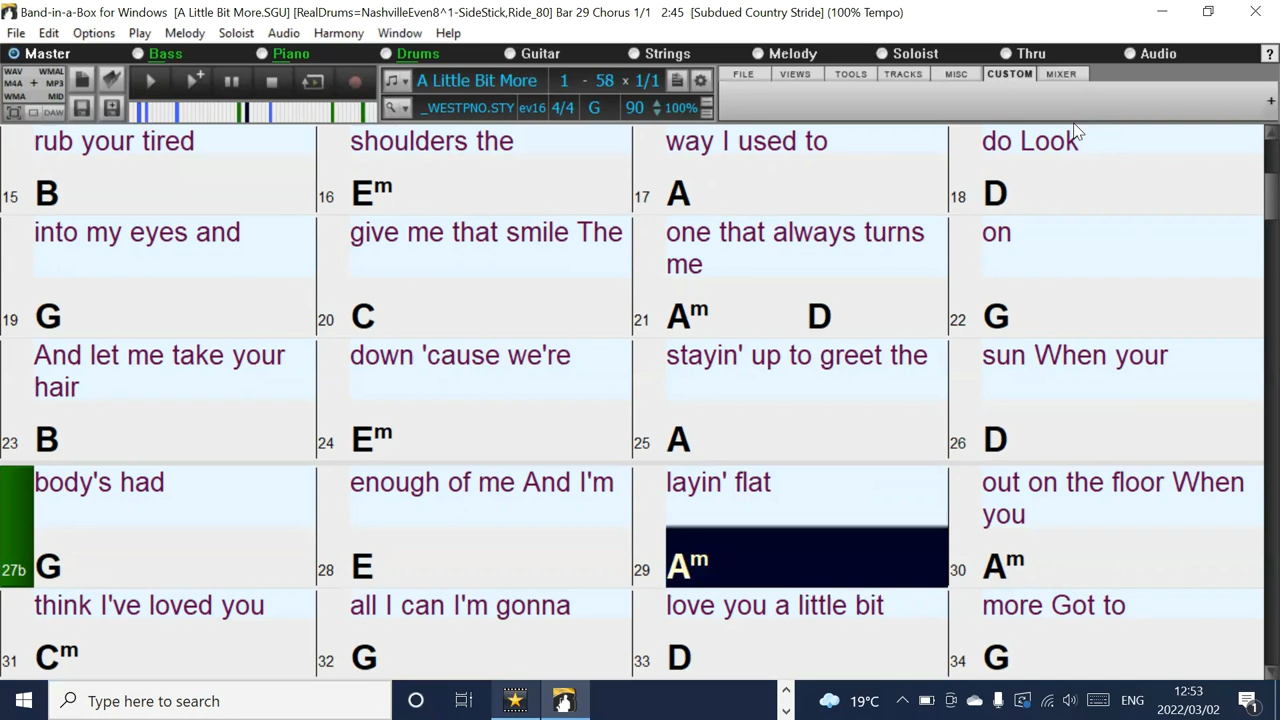 Band-in-a-Box for Windows [A Little Bit More.SGU] [RealDrums=NashvilleEven8^1-SideStick,Ride_80] Bar 29 Chorus 1/1 2:45 [Subdued Country Stride] (100% Tempo)
File Edit Options Play Melody Soloist Audio Harmony Window Help
Master Bass Piano Drums Guitar Strings Melody Soloist Thru Audio ?
WAV WMAL
M4A + MP3
WMA MID
DAW
A Little Bit More 1 - 58 x 1/1
_WESTPNO.STY ev16 4/4 G 90 100%
FILE VIEWS TOOLS TRACKS MISC CUSTOM MIXER
+
rub your tired shoulders the way I used to do Look
15 B 16 Em 17 A 18 D
into my eyes and give me that smile The one that always turns on
me
19 G 20 C 21 Am D 22 G
And let me take your down 'cause we're stayin' up to greet the sun When your
hair
23 B 24 Em 25 A 26 D
body's had enough of me And I'm layin' flat out on the floor When
you
27b G 28 E 29 Am 30 Am
think I've loved you all I can I'm gonna love you a little bit more Got to
31 Cm 32 G 33 D 34 G
Type here to search 19°C ENG 12:53
2022/03/02
1